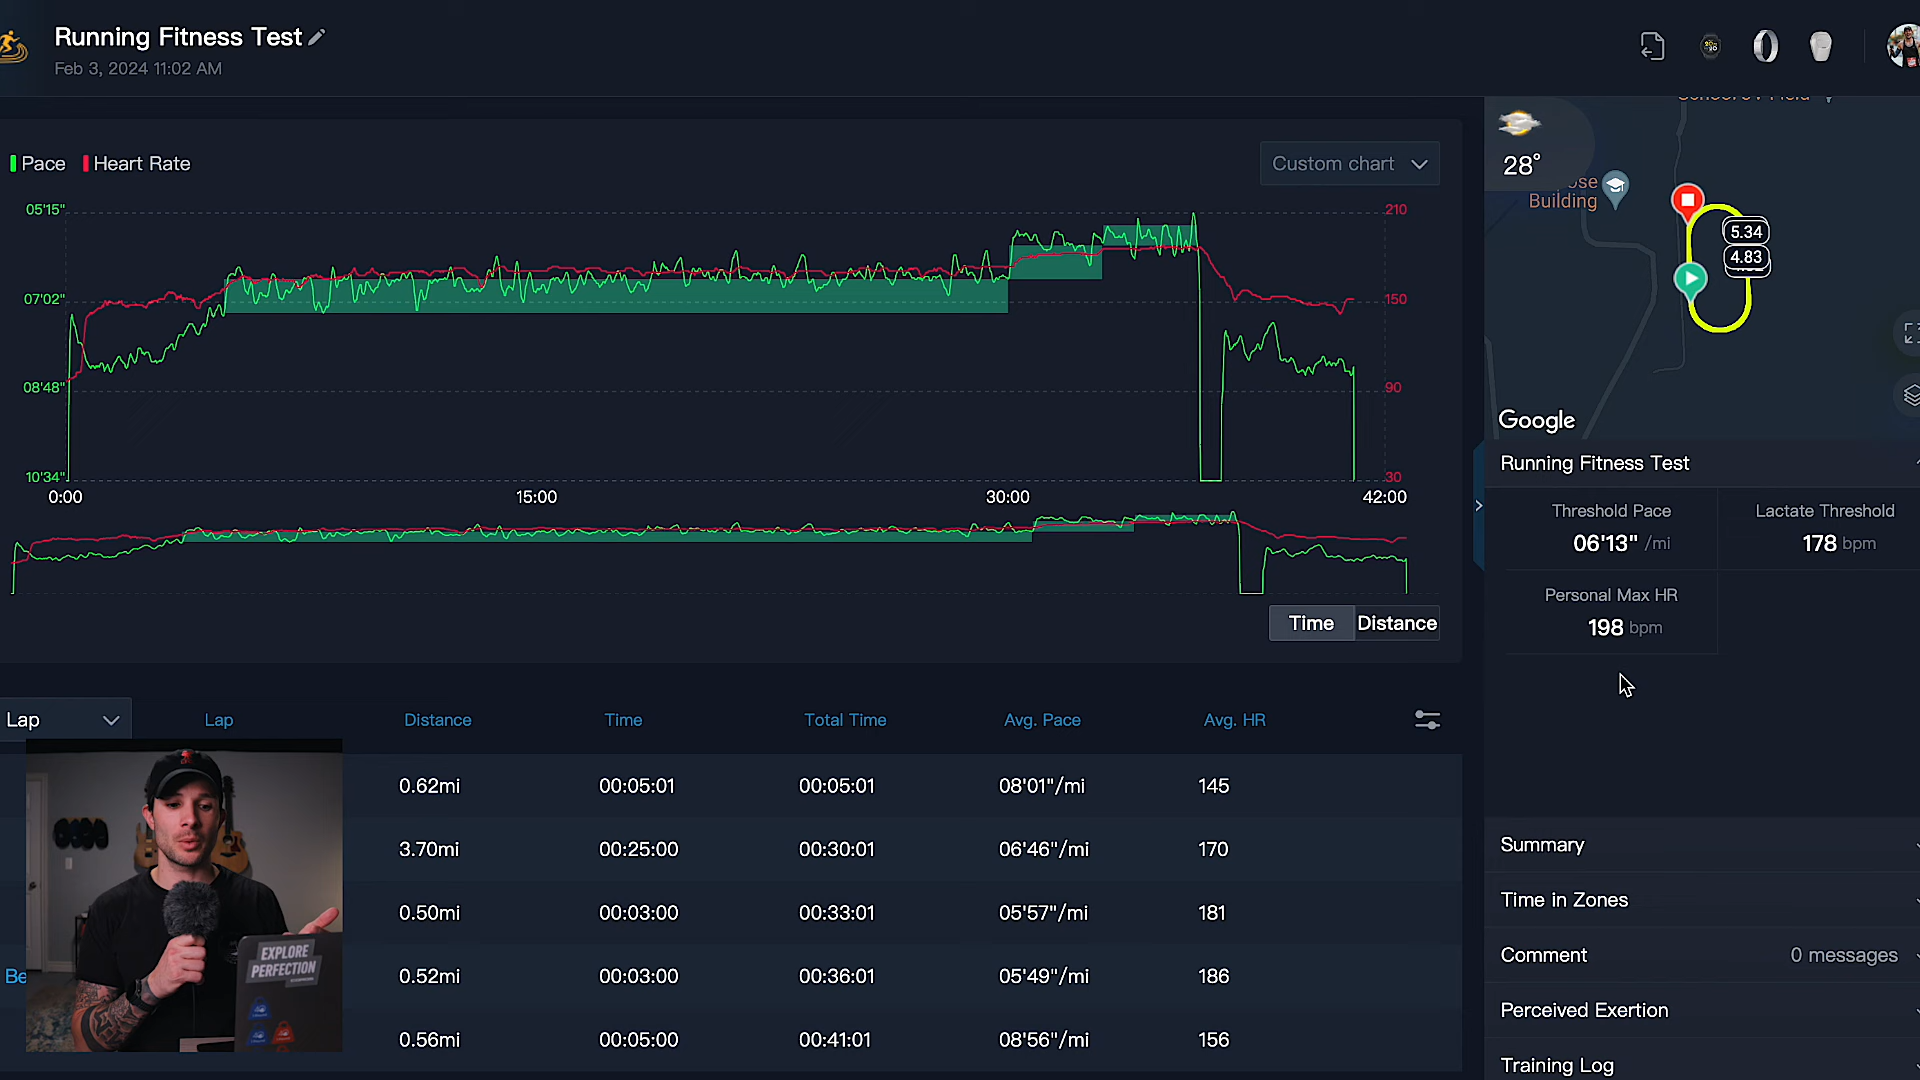 Running Fitness Test
Feb 3, 2024 11:02 AM
Pace Heart Rate
Custom chart
05'15"
07'02"
08'48"
10'34"
210
150
90
30
0:00 15:00 30:00 42:00
Time Distance
28°
Building
5.34
4.83
Google
Running Fitness Test
Threshold Pace
06'13" /mi
Lactate Threshold
178 bpm
Personal Max HR
198 bpm
Summary
Time in Zones
Comment 0 messages
Perceived Exertion
Training Log
Lap Lap Distance Time Total Time Avg. Pace Avg. HR
0.62mi 00:05:01 00:05:01 08'01"/mi 145
3.70mi 00:25:00 00:30:01 06'46"/mi 170
0.50mi 00:03:00 00:33:01 05'57"/mi 181
Be 0.52mi 00:03:00 00:36:01 05'49"/mi 186
0.56mi 00:05:00 00:41:01 08'56"/mi 156
EXPLORE
PERFECTION